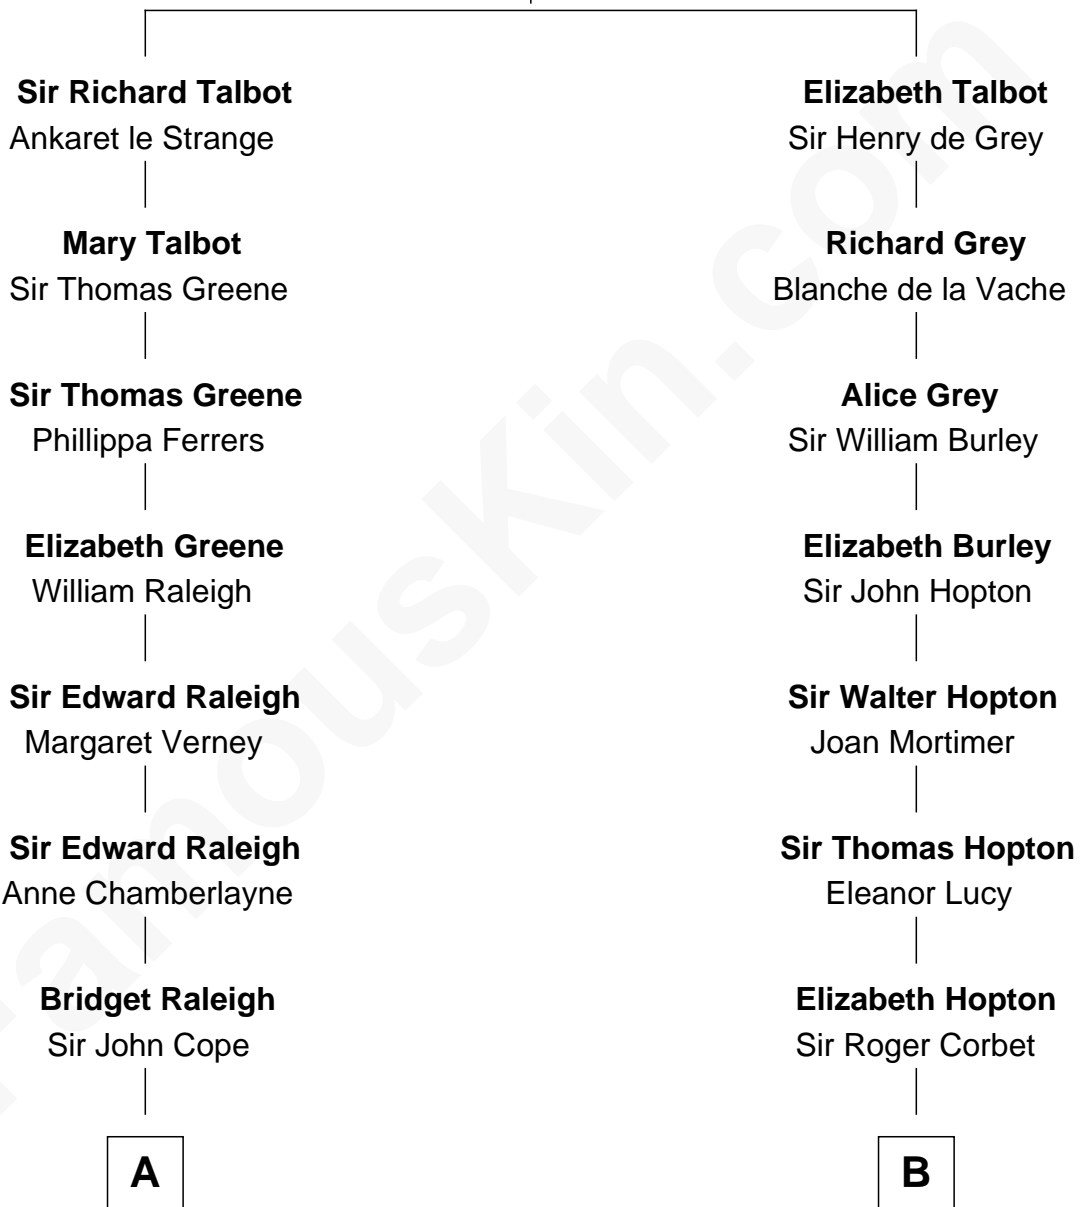 Sir Richard Talbot
Ankaret le Strange
Mary Talbot
Sir Thomas Greene
Sir Thomas Greene
Phillippa Ferrers
Elizabeth Greene
William Raleigh
Sir Edward Raleigh
Margaret Verney
Sir Edward Raleigh
Anne Chamberlayne
Bridget Raleigh
Sir John Cope
A
Elizabeth Talbot
Sir Henry de Grey
Richard Grey
Blanche de la Vache
Alice Grey
Sir William Burley
Elizabeth Burley
Sir John Hopton
Sir Walter Hopton
Joan Mortimer
Sir Thomas Hopton
Eleanor Lucy
Elizabeth Hopton
Sir Roger Corbet
B
FamousKin.com